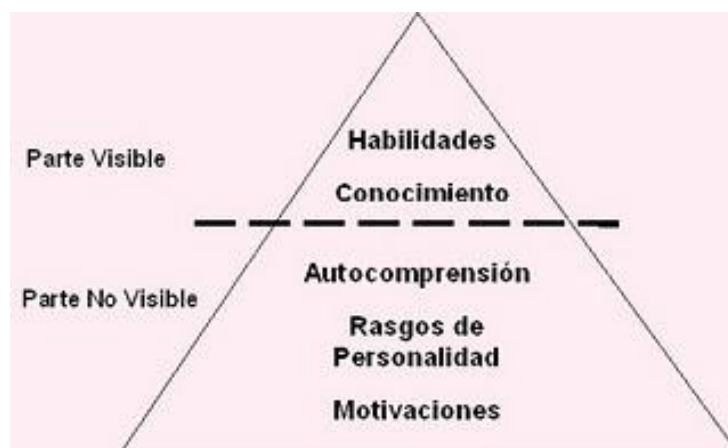 Habilidades
Parte Visible
Conocimiento
Autocomprensión
Parte No Visible
Rasgos de
Personalidad
Motivaciones